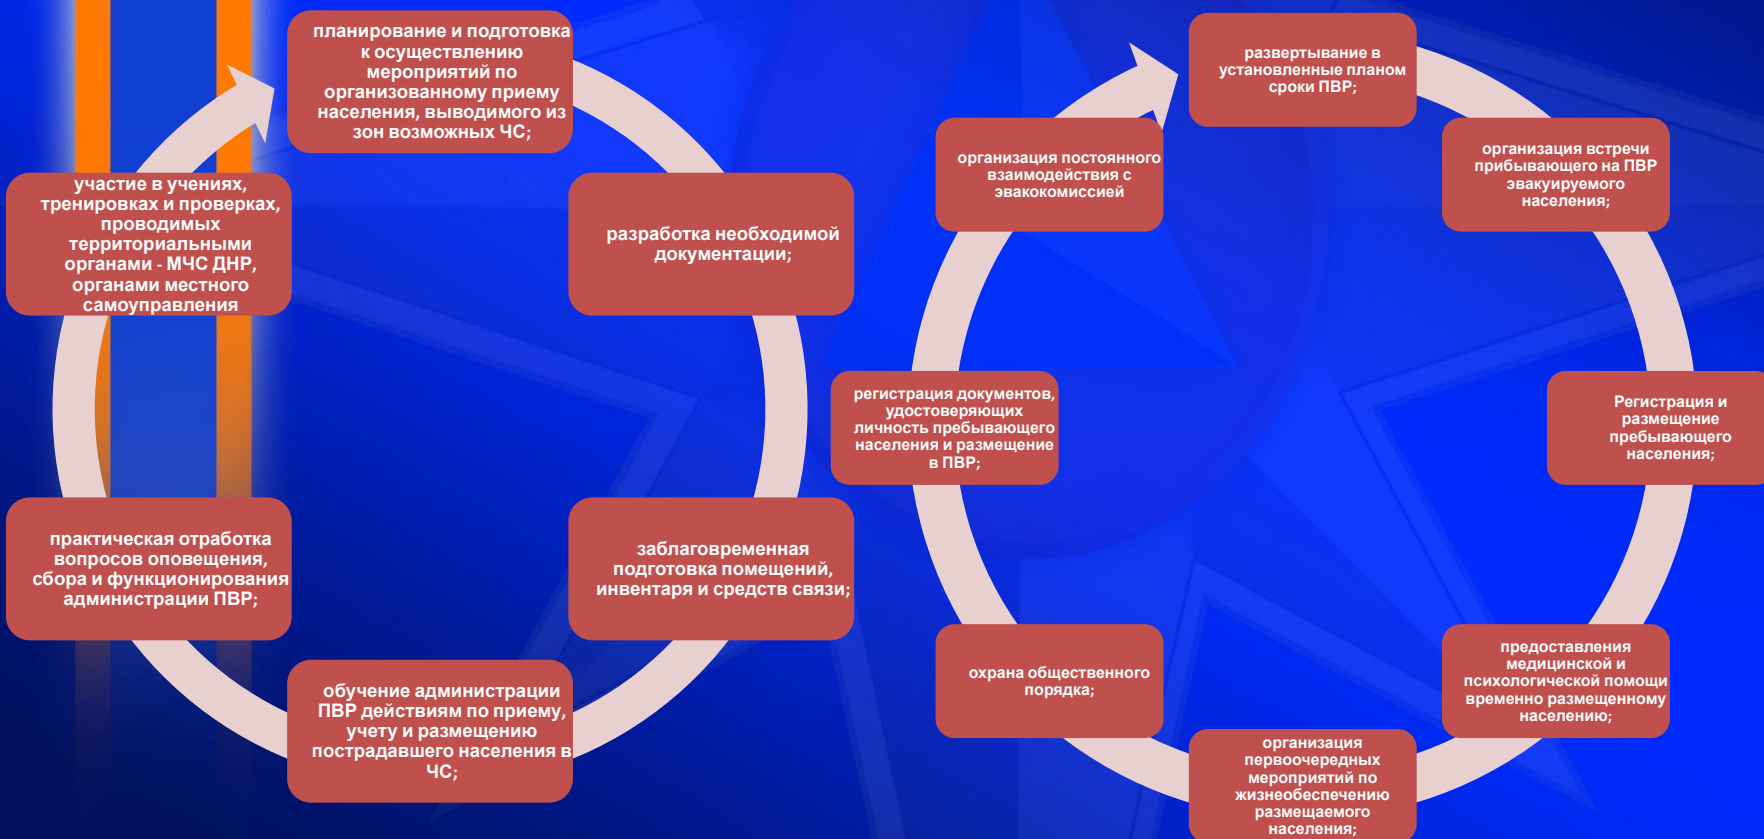 планирование и подготовка
к осуществлению
мероприятий по
организованному приему
населения, выводимого из
зон возможных ЧС;
разработка необходимой
документации;
заблаговременная
подготовка помещений,
инвентаря и средств связи;
обучение администрации
ПВР действиям по приему,
учету и размещению
пострадавшего населения в
ЧС;
практическая отработка
вопросов оповещения,
сбора и функционирования
администрации ПВР;
участие в учениях,
тренировках и проверках,
проводимых
территориальными
органами - МЧС ДНР,
органами местного
самоуправления
развертывание в
установленные планом
сроки ПВР;
организация встречи
прибывающего на ПВР
эвакуируемого
населения;
Регистрация и
размещение
пребывающего
населения;
предоставления
медицинской и
психологической помощи
временно размещенному
населению;
организация
первоочередных
мероприятий по
жизнеобеспечению
размещаемого
населения;
охрана общественного
порядка;
регистрация документов,
удостоверяющих
личность пребывающего
населения и размещение
в ПВР;
организация постоянного
взаимодействия с
эвакокомиссией